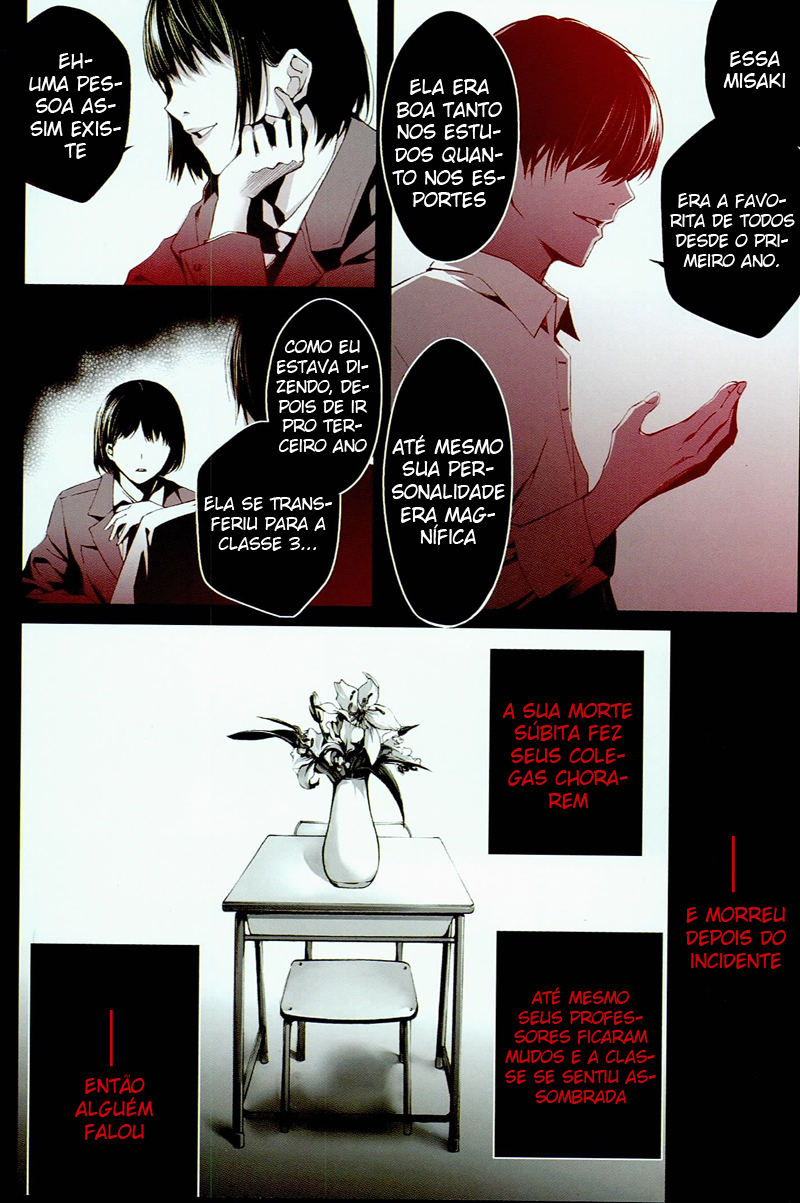 ESSA
MISAKI
ERA A FAVO-
RITA DE TODOS
DESDE O PRI-
MEIRO ANO.
ELA ERA
BOA TANTO
NOS ESTU-
DOS QUAN-
TO NOS ES-
PORTES
ATÉ MESMO
SUA PER-
SONALIDADE
ERA MAG-
NÍFICA
EH-
UMA PES-
SOA AS-
SIM EXIS-
TE
COMO EU
ESTAVA DI-
ZENDO, DE-
POIS DE IR
PRO TER-
CEIRO ANO
ELA SE TRANS-
FERIU PARA A
CLASSE 3...
E MORREU
DEPOIS DO
INCIDENTE
A SUA MORTE
SÚBITA FEZ
SEUS COLE-
GAS CHORA-
REM
ATÉ MESMO
SEUS PROFES-
SORES FICARAM
MUDOS E A CLAS-
SE SE SENTIU AS-
SOMBRADA
ENTÃO
ALGUÉM
FALOU